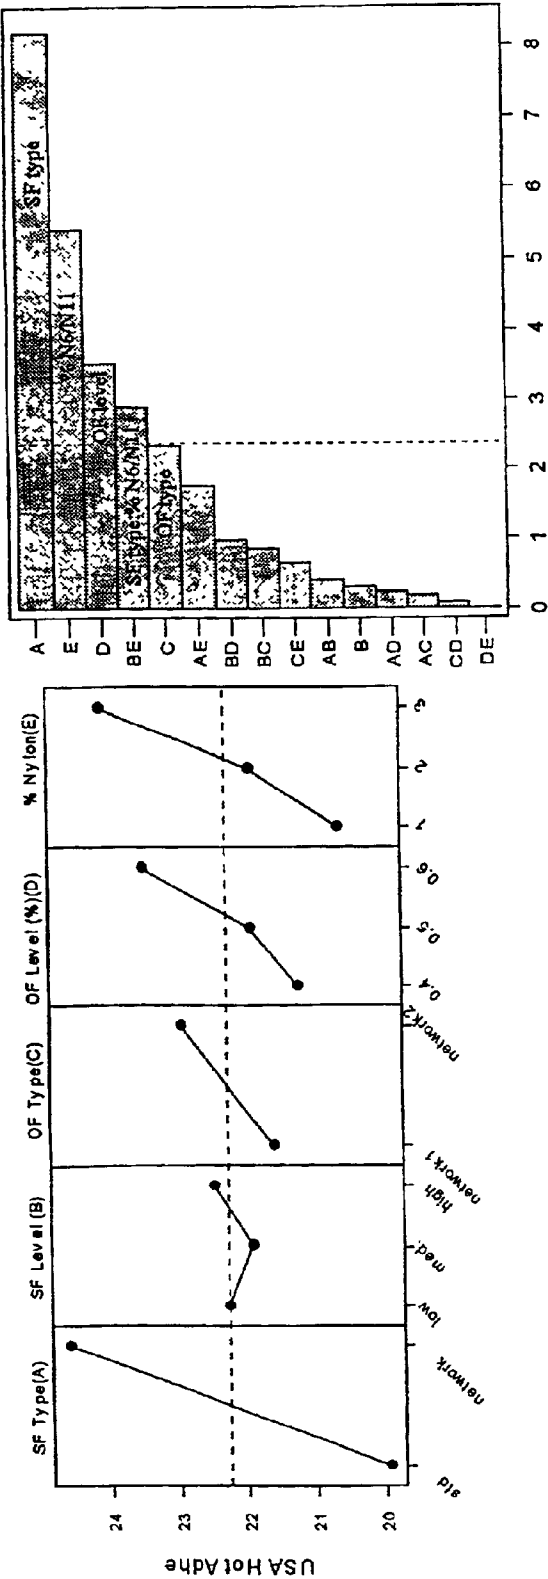 SF Type(A)
SF Level (B)
OF Type(C)
OF Level (%)(D)
% Nylon(E)
USA Hot Adhe
24
23
22
21
20
std
network
low
med.
high
network1
network2
0.4
0.5
0.6
1
2
3
A
E
D
BE
C
AE
BD
BC
CE
AB
B
AD
AC
CD
DE
SF type
% N6/N11
OF level
SF type:% N6/N11
OF type
0
1
2
3
4
5
6
7
8